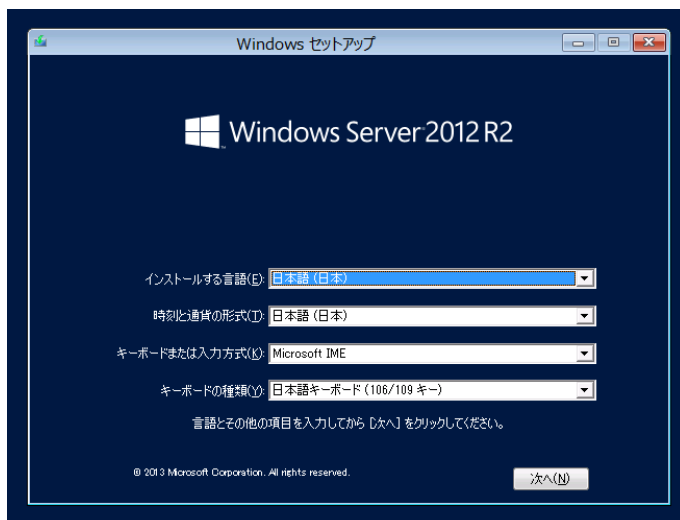 Windows セットアップ
Windows Server 2012 R2
インストールする言語(E): 日本語 (日本)
時刻と通貨の形式(T): 日本語 (日本)
キーボードまたは入力方式(K): Microsoft IME
キーボードの種類(Y): 日本語キーボード (106/109 キー)
言語とその他の項目を入力してから [次へ] をクリックしてください。
© 2013 Microsoft Corporation. All rights reserved.
次へ(N)